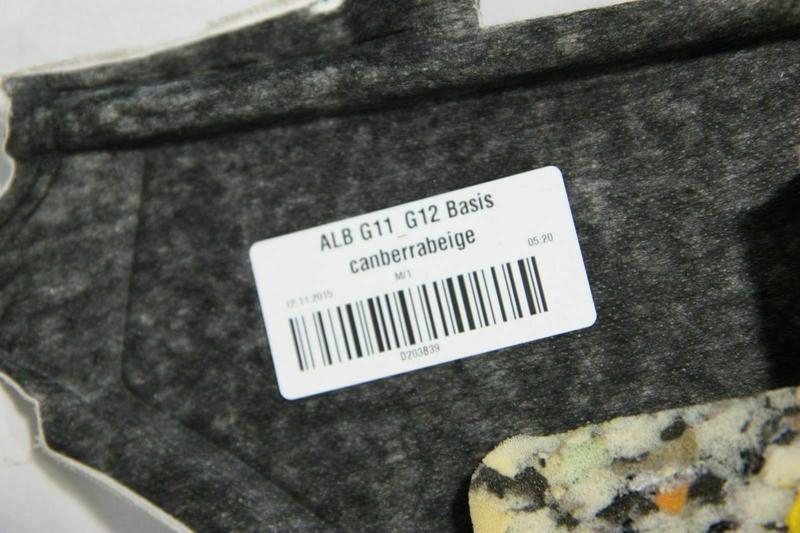 ALB G11_G12 Basis
canberrabeige
12.11.2015 M/1 05:20
D203B39